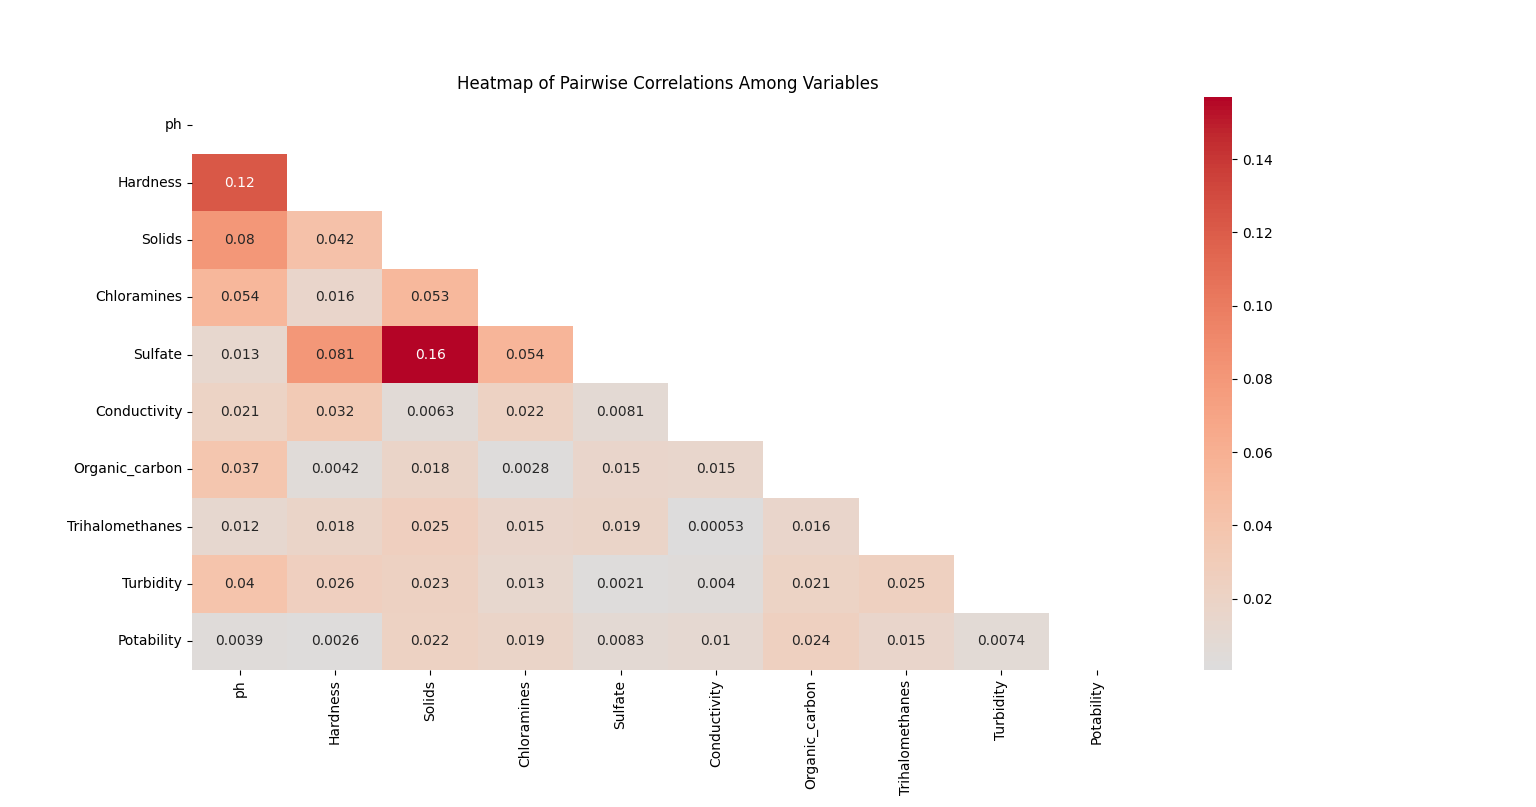 Heatmap of Pairwise Correlations Among Variables
ph
Hardness 0.12
Solids 0.08 0.042
Chloramines 0.054 0.016 0.053
Sulfate 0.013 0.081 0.16 0.054
Conductivity 0.021 0.032 0.0063 0.022 0.0081
Organic_carbon 0.037 0.0042 0.018 0.0028 0.015 0.015
Trihalomethanes 0.012 0.018 0.025 0.015 0.019 0.00053 0.016
Turbidity 0.04 0.026 0.023 0.013 0.0021 0.004 0.021 0.025
Potability 0.0039 0.0026 0.022 0.019 0.0083 0.01 0.024 0.015 0.0074
ph
Hardness
Solids
Chloramines
Sulfate
Conductivity
Organic_carbon
Trihalomethanes
Turbidity
Potability
0.14
0.12
0.10
0.08
0.06
0.04
0.02